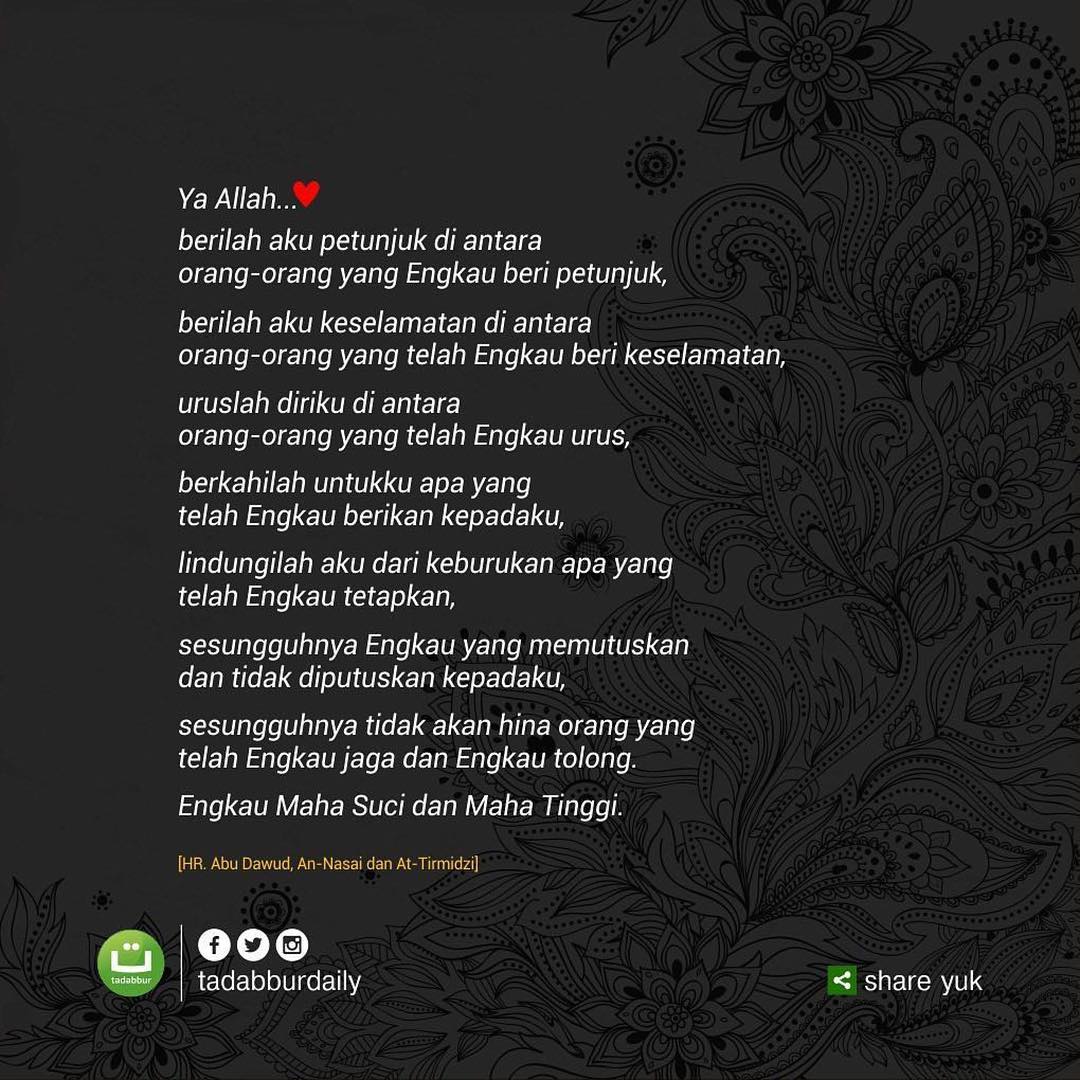 Ya Allah...
berilah aku petunjuk di antara
orang-orang yang Engkau beri petunjuk,
berilah aku keselamatan di antara
orang-orang yang telah Engkau beri keselamatan,
uruslah diriku di antara
orang-orang yang telah Engkau urus,
berkahilah untukku apa yang
telah Engkau berikan kepadaku,
lindungilah aku dari keburukan apa yang
telah Engkau tetapkan,
sesungguhnya Engkau yang memutuskan
dan tidak diputuskan kepadaku,
sesungguhnya tidak akan hina orang yang
telah Engkau jaga dan Engkau tolong.
Engkau Maha Suci dan Maha Tinggi.
[HR. Abu Dawud, An-Nasai dan At-Tirmidzi]
tadabbur
tadabburdaily
share yuk